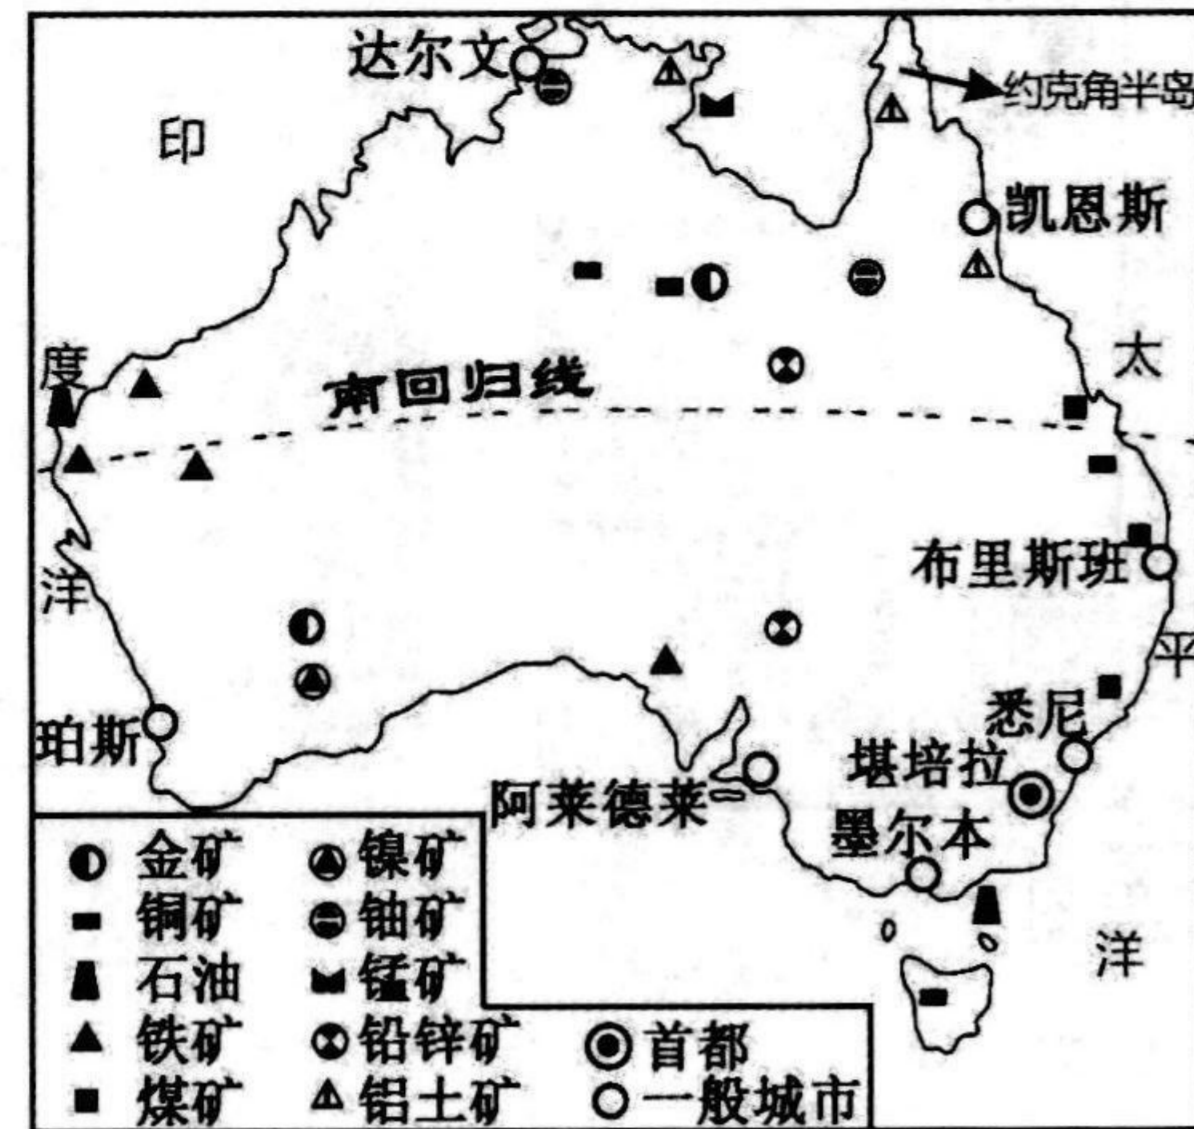 达尔文
约克角半岛
印
凯恩斯
度
太
南回归线
洋
布里斯班
平
珀斯
悉尼
堪培拉
阿莱德莱
墨尔本
洋
金矿
镍矿
铜矿
铀矿
石油
锰矿
铁矿
铅锌矿
首都
煤矿
铝土矿
一般城市